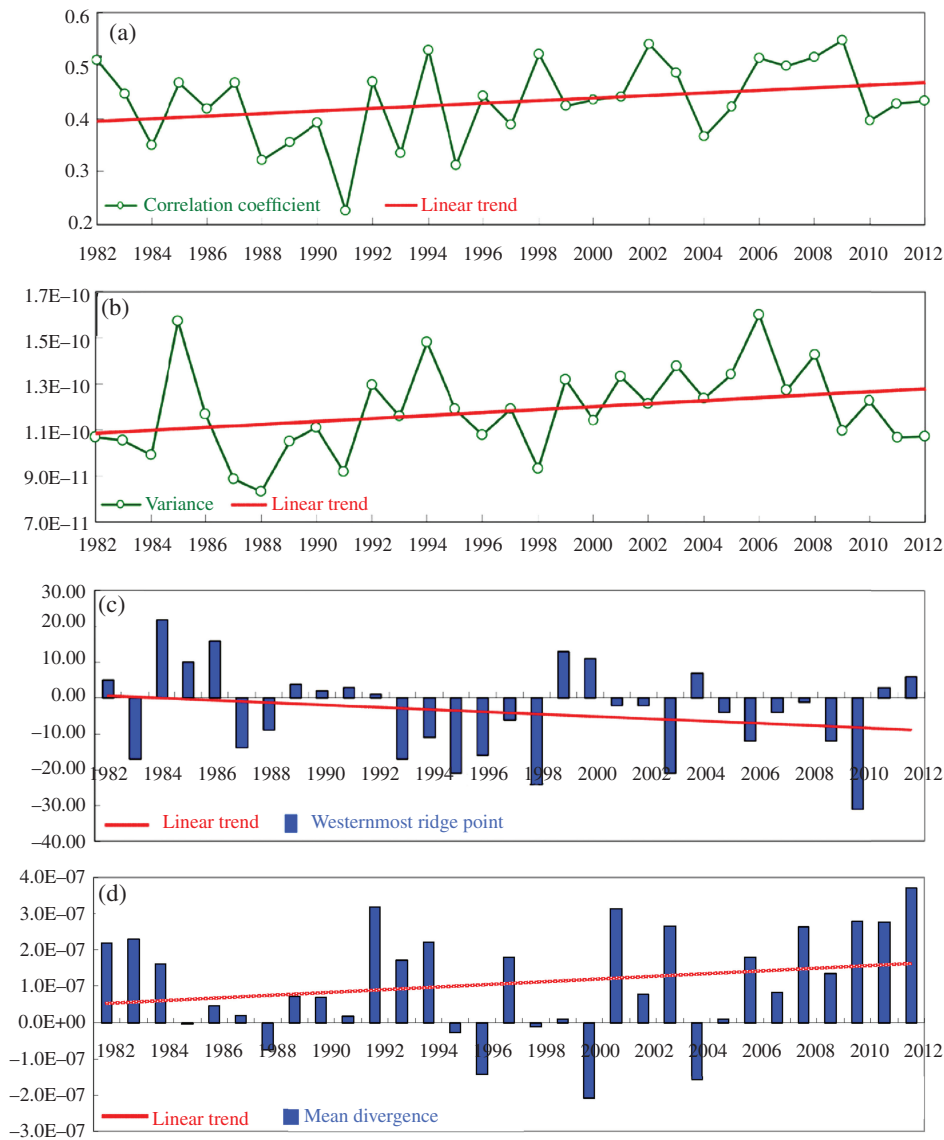 (a)
0.6
0.5
0.4
0.3
0.2
Correlation coefficient Linear trend
1982 1984 1986 1988 1990 1992 1994 1996 1998 2000 2002 2004 2006 2008 2010 2012
(b)
1.7E–10
1.5E–10
1.3E–10
1.1E–10
9.0E–11
7.0E–11
Variance Linear trend
1982 1984 1986 1988 1990 1992 1994 1996 1998 2000 2002 2004 2006 2008 2010 2012
(c)
30.00
20.00
10.00
0.00
–10.00
–20.00
–30.00
–40.00
1982 1984 1986 1988 1990 1992 1994 1996 1998 2000 2002 2004 2006 2008 2010 2012
Linear trend Westernmost ridge point
(d)
4.0E–07
3.0E–07
2.0E–07
1.0E–07
0.0E+00
–1.0E–07
–2.0E–07
–3.0E–07
1982 1984 1986 1988 1990 1992 1994 1996 1998 2000 2002 2004 2006 2008 2010 2012
Linear trend Mean divergence